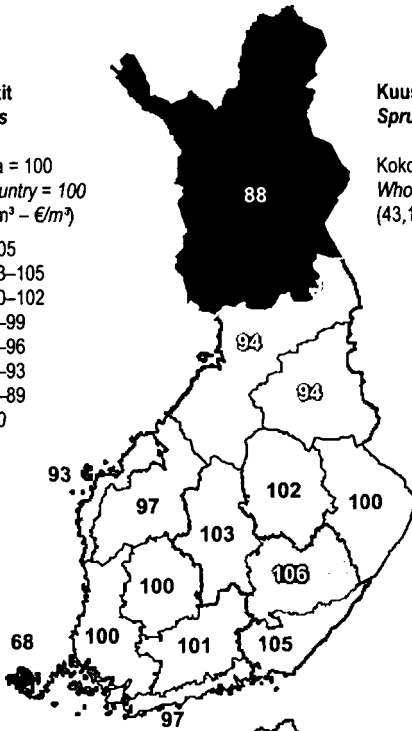 kit
s
a = 100
untry = 100
m³ – €/m³)
05
3–105
0–102
–99
–96
–93
–89
0
Kuus
Spru
Koko
Who
(43,1
88
94
94
93
97
102
100
103
100
106
68
100
101
105
97